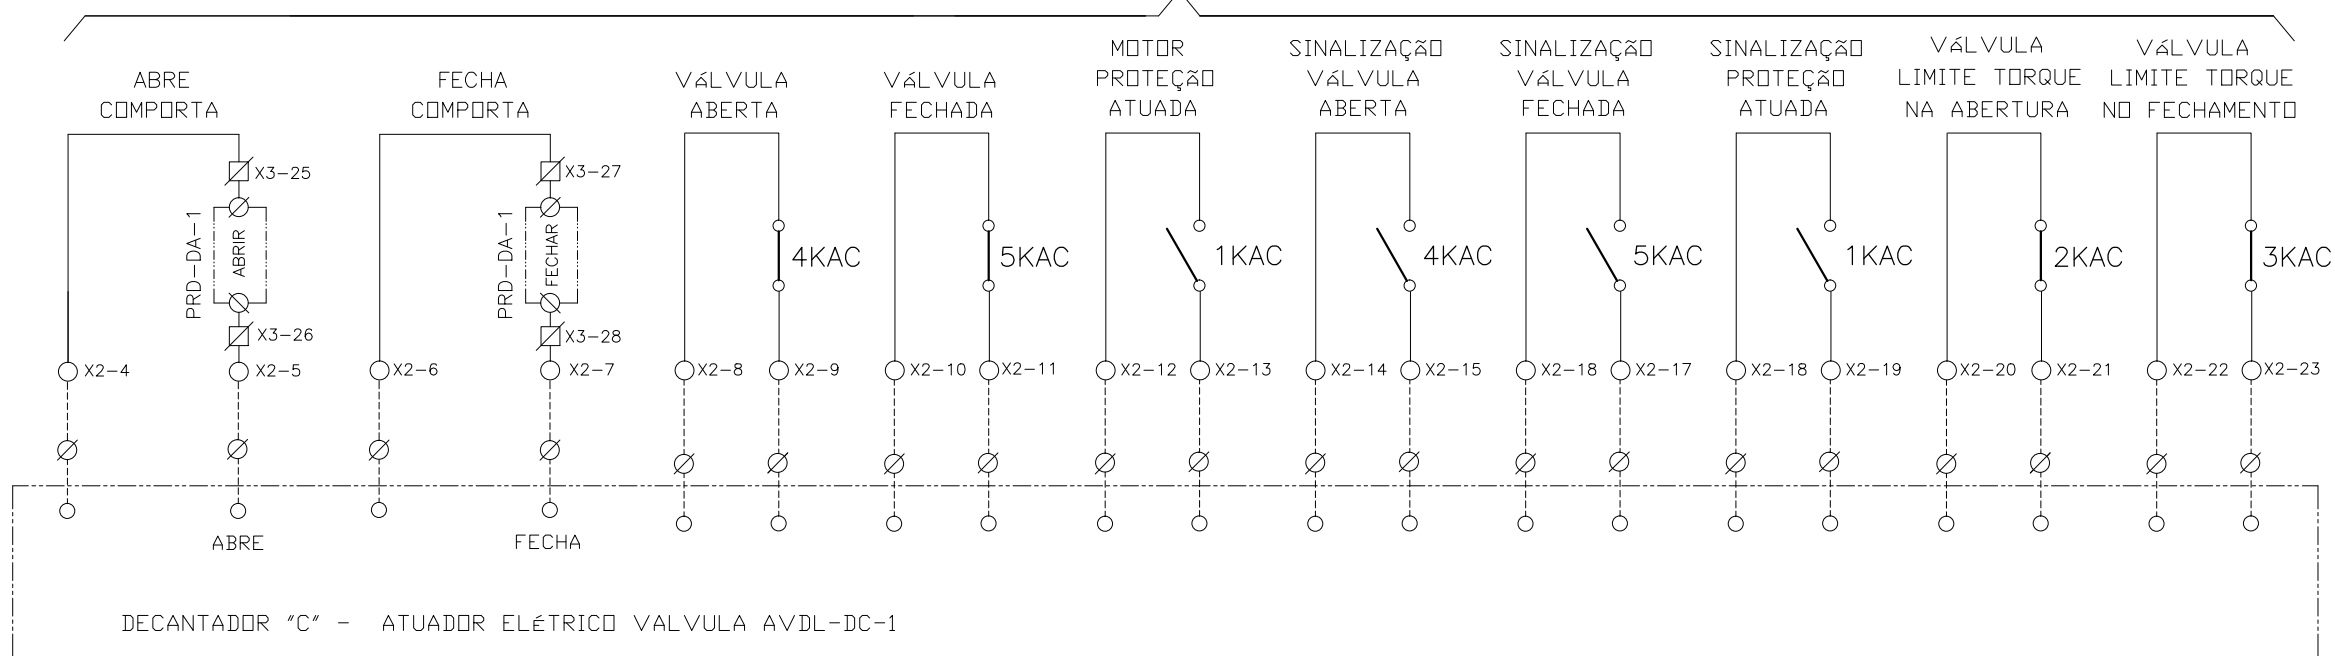 ABRE
COMPORTA
FECHA
COMPORTA
VáLVULA
ABERTA
VáLVULA
FECHADA
MOTOR
PROTEÇãO
ATUADA
SINALIZAÇãO
VáLVULA
ABERTA
SINALIZAÇãO
VáLVULA
FECHADA
SINALIZAÇãO
PROTEÇãO
ATUADA
VáLVULA
LIMITE TORQUE
NA ABERTURA
VáLVULA
LIMITE TORQUE
NO FECHAMENTO
X3-25
X3-27
PRD-DA-1
ABRIR
PRD-DA-1
FECHAR
4KAC
5KAC
1KAC
4KAC
5KAC
1KAC
2KAC
3KAC
X3-26
X3-28
X2-4
X2-5
X2-6
X2-7
X2-8
X2-9
X2-10
X2-11
X2-12
X2-13
X2-14
X2-15
X2-18
X2-17
X2-18
X2-19
X2-20
X2-21
X2-22
X2-23
ABRE
FECHA
DECANTADOR "C" - ATUADOR ELéTRICO VALVULA AVDL-DC-1